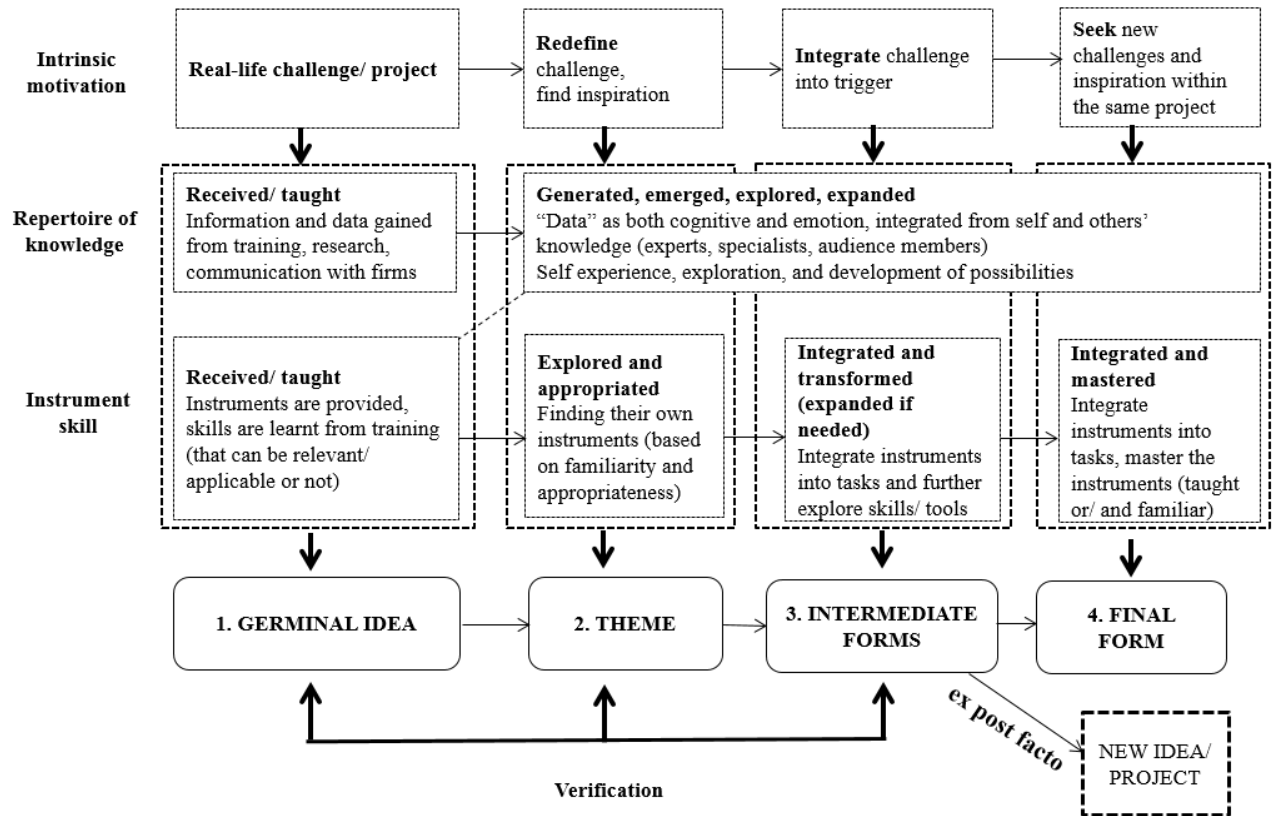 Intrinsic
motivation
Real-life challenge/ project
Redefine
challenge,
find inspiration
Integrate challenge
into trigger
Seek new
challenges and
inspiration within
the same project
Repertoire of
knowledge
Received/ taught
Information and data gained
from training, research,
communication with firms
Generated, emerged, explored, expanded
“Data” as both cognitive and emotion, integrated from self and others’
knowledge (experts, specialists, audience members)
Self experience, exploration, and development of possibilities
Instrument
skill
Received/ taught
Instruments are provided,
skills are learnt from training
(that can be relevant/
applicable or not)
Explored and
appropriated
Finding their own
instruments (based
on familiarity and
appropriateness)
Integrated and
transformed
(expanded if
needed)
Integrate instruments
into tasks and further
explore skills/ tools
Integrated and
mastered
Integrate
instruments into
tasks, master the
instruments (taught
or/ and familiar)
1. GERMINAL IDEA
2. THEME
3. INTERMEDIATE
FORMS
4. FINAL
FORM
ex post facto
NEW IDEA/
PROJECT
Verification